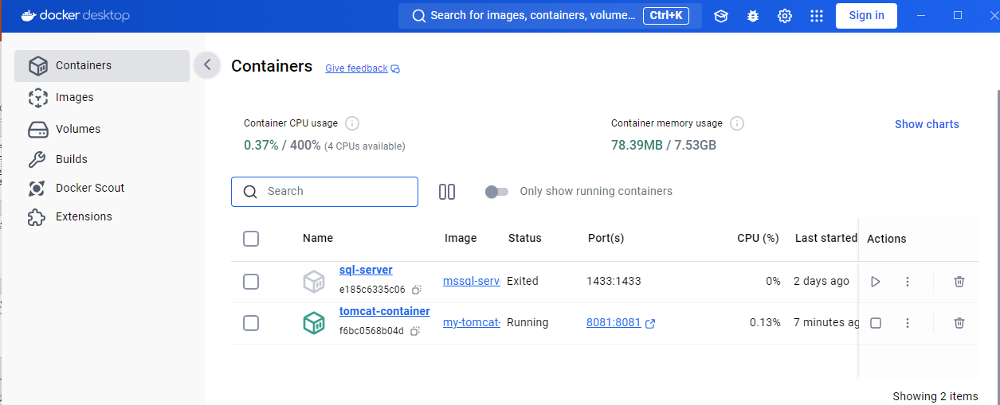 docker desktop
Search for images, containers, volume... Ctrl+K
Sign in
Containers
Images
Volumes
Builds
Docker Scout
Extensions
Containers Give feedback
Container CPU usage
0.37% / 400% (4 CPUs available)
Container memory usage
78.39MB / 7.53GB
Show charts
Search
Only show running containers
Name Image Status Port(s) CPU (%) Last started Actions
sql-server
e185c6335c06
mssql-serv Exited 1433:1433 0% 2 days ago
tomcat-container
f6bc0568b04d
my-tomcat- Running 8081:8081 0.13% 7 minutes ag
Showing 2 items